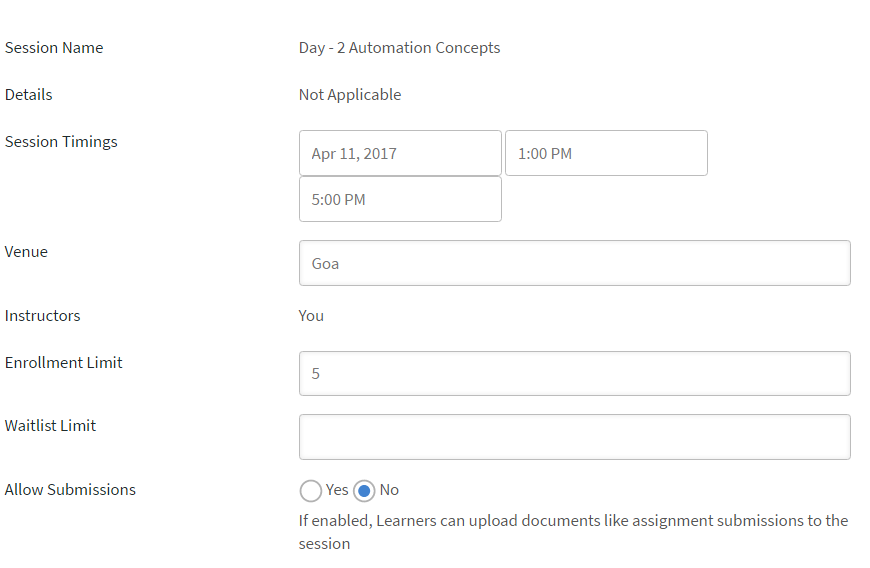 Session Name Day - 2 Automation Concepts
Details Not Applicable
Session Timings Apr 11, 2017 1:00 PM
5:00 PM
Venue Goa
Instructors You
Enrollment Limit 5
Waitlist Limit
Allow Submissions Yes No
If enabled, Learners can upload documents like assignment submissions to the
session